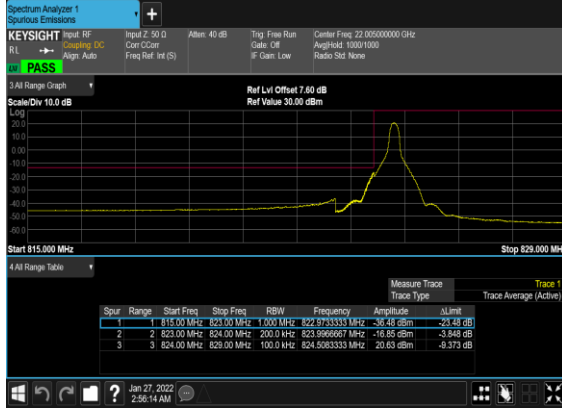 Spectrum Analyzer 1
Spurious Emissions
KEYSIGHT Input: RF
R L Coupling: DC
Align: Auto
Input Z: 50 Ω
Corr CCorr
Freq Ref: Int (S)
Atten: 40 dB
Trig: Free Run
Gate: Off
IF Gain: Low
Center Freq: 22.005000000 GHz
Avg|Hold: 1000/1000
Radio Std: None
PASS
3 All Range Graph
Ref Lvl Offset 7.60 dB
Scale/Div 10.0 dB
Ref Value 30.00 dBm
Log
20.0
10.0
0.00
-10.0
-20.0
-30.0
-40.0
-50.0
-60.0
Start 815.000 MHz
Stop 829.000 MH
4 All Range Table
Measure Trace Trace 1
Trace Type Trace Average (Active)
Spur Range Start Freq Stop Freq RBW Frequency Amplitude ΔLimit
1 1 815.00 MHz 823.00 MHz 1.000 MHz 822.9733333 MHz -36.48 dBm -23.48 dB
2 2 823.00 MHz 824.00 MHz 200.0 kHz 823.9966667 MHz -16.85 dBm -3.848 dB
3 3 824.00 MHz 829.00 MHz 100.0 kHz 824.5083333 MHz 20.63 dBm -9.373 dB
Jan 27, 2022
2:56:14 AM